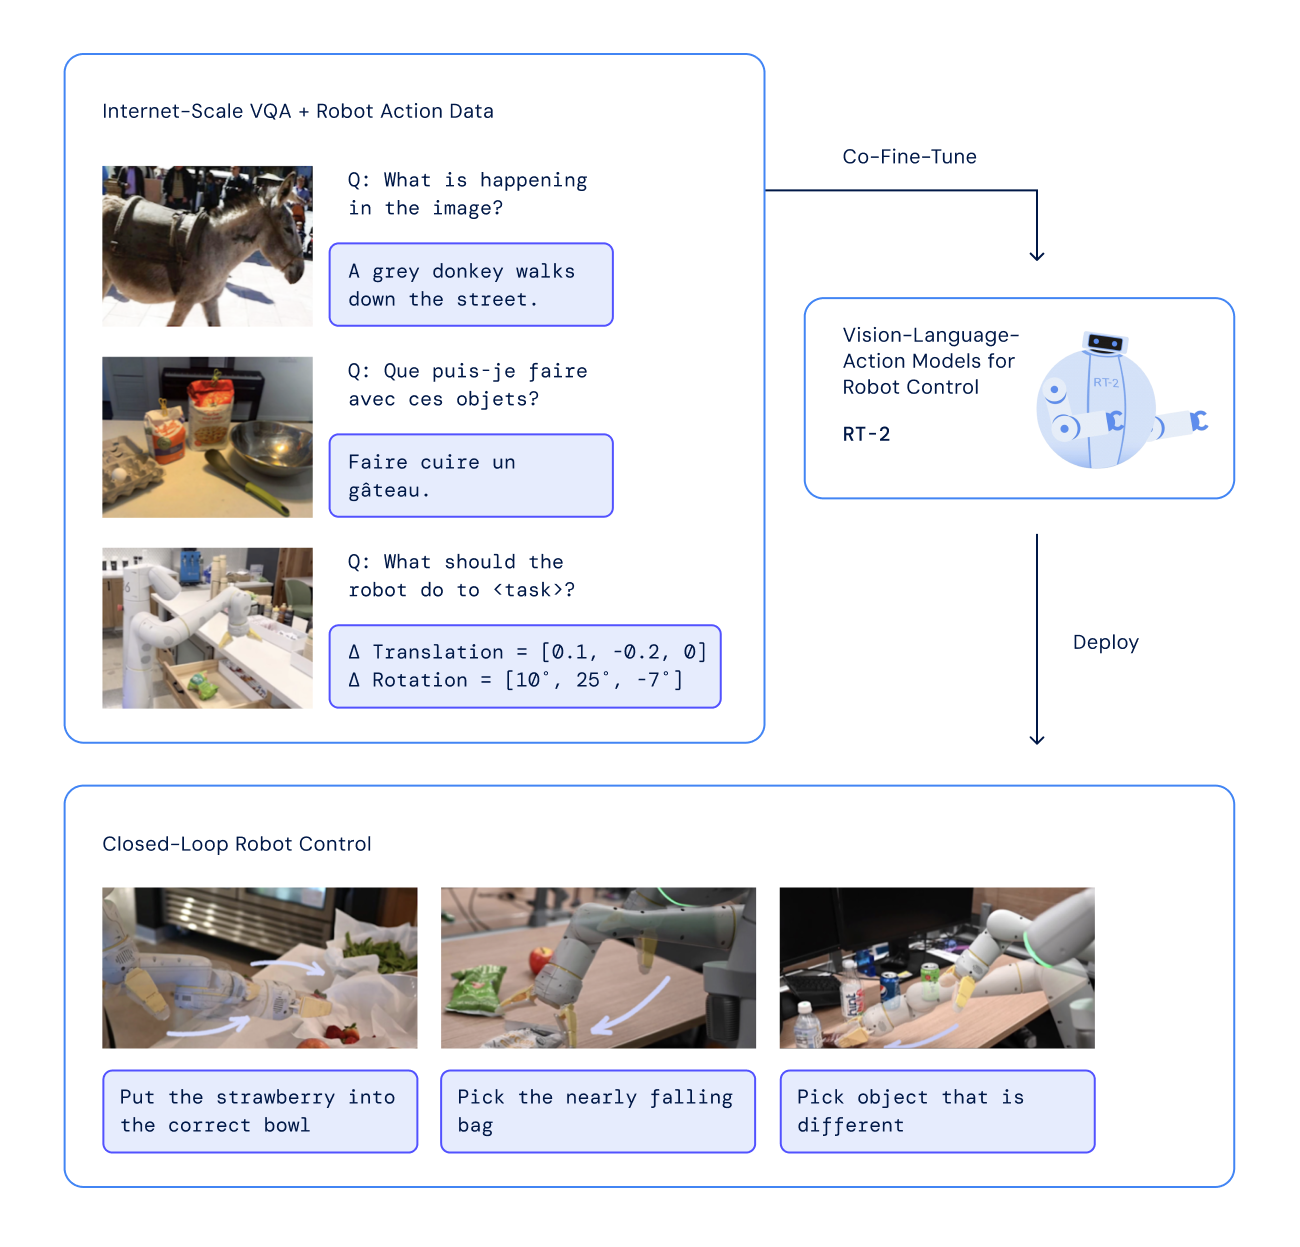 Internet-Scale VQA + Robot Action Data
Q: What is happening
in the image?
A grey donkey walks
down the street.
Q: Que puis-je faire
avec ces objets?
Faire cuire un
gâteau.
Q: What should the
robot do to <task>?
Δ Translation = [0.1, -0.2, 0]
Δ Rotation = [10°, 25°, -7°]
Co-Fine-Tune
Vision-Language-
Action Models for
Robot Control
RT-2
RT-2
Deploy
Closed-Loop Robot Control
Put the strawberry into
the correct bowl
Pick the nearly falling
bag
Pick object that is
different